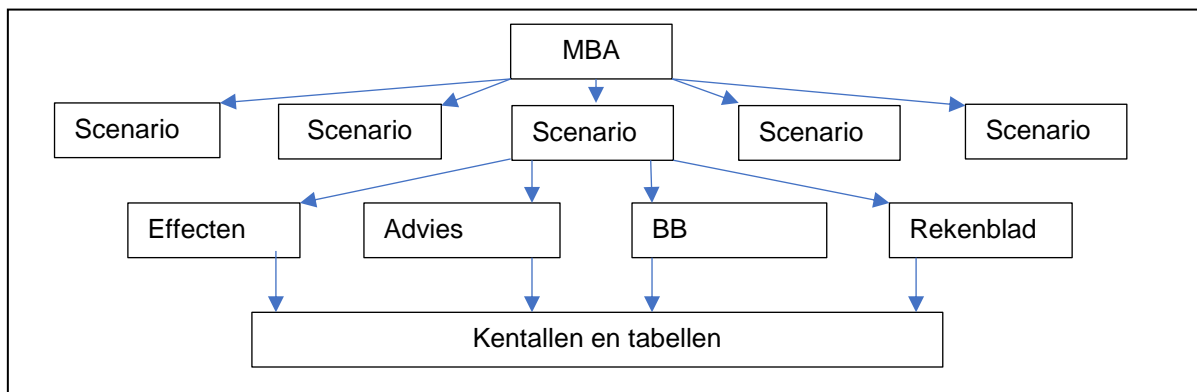 MBA
Scenario
Scenario
Scenario
Scenario
Scenario
Effecten
Advies
BB
Rekenblad
Kentallen en tabellen